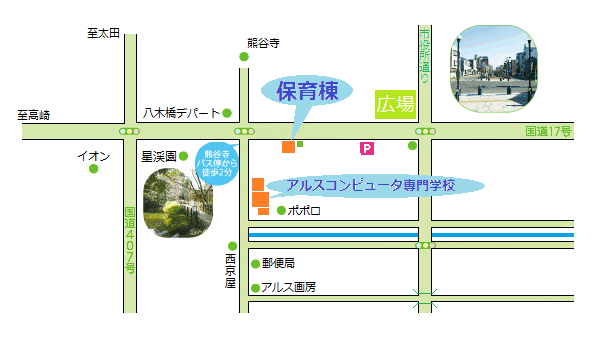 至太田
熊谷寺
市役所通り
保育棟
広場
八木橋デパート
至高崎
国道17号
イオン
星渓園
熊谷寺
バス停から
徒歩2分
P
アルスコンピュータ専門学校
ポポロ
国道407号
西京屋
郵便局
アルス画房